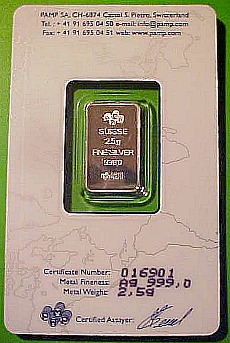 PAMP SA, CH-6874 Castel S. Pietro, Switzerland
Tel. : + 41 91 695 04 50 e-mail: info@pamp.com
Fax : + 41 91 695 04 51 web: www.pamp.com
SUISSE
2.5g
FINE SILVER
999.0
Certificate Number: 016901
Metal Fineness: Ag 999,0
Metal Weight: 2,5g
Certified Assayer: